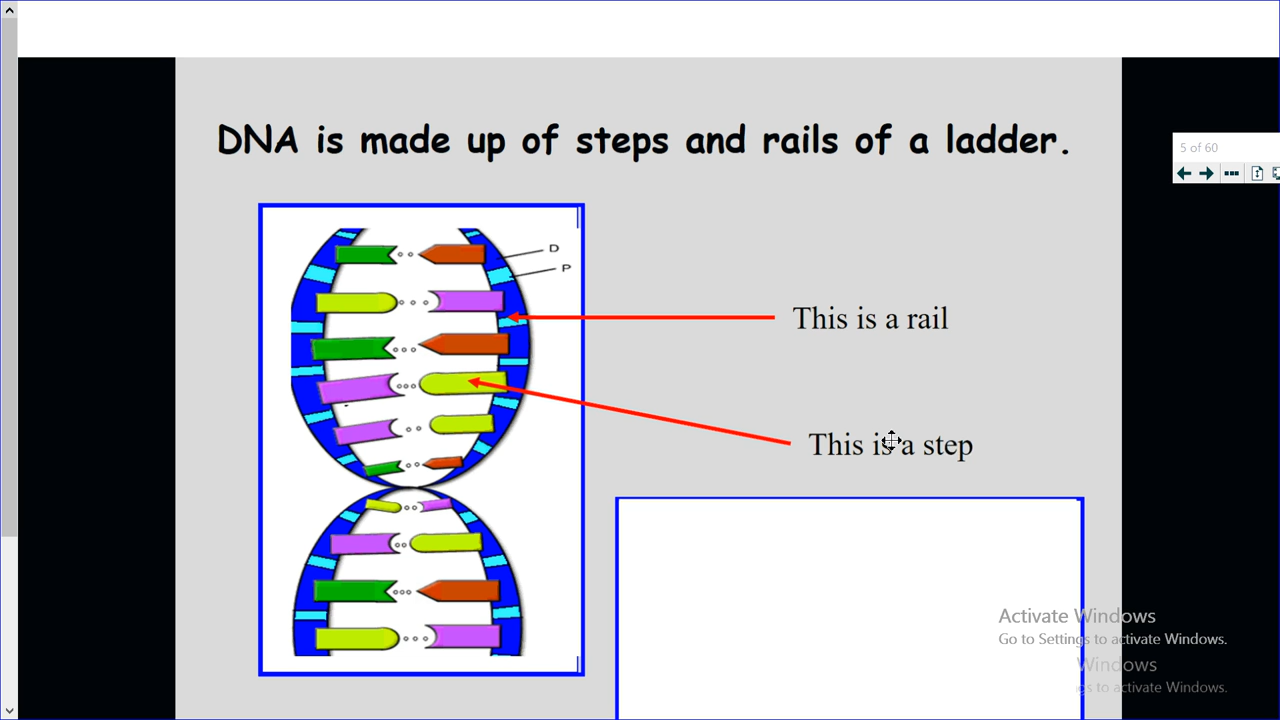 DNA is made up of steps and rails of a ladder.
5 of 60
D
P
This is a rail
This is a step
Activate Windows
Go to Settings to activate Windows.
Windows
gs to activate Windows.